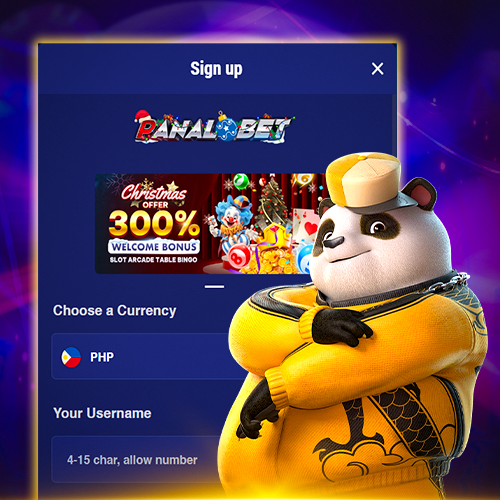 Sign up
PANALOBET
Christmas
OFFER
300%
WELCOME BONUS
SLOT ARCADE TABLE BINGO
Choose a Currency
PHP
Your Username
4-15 char, allow number